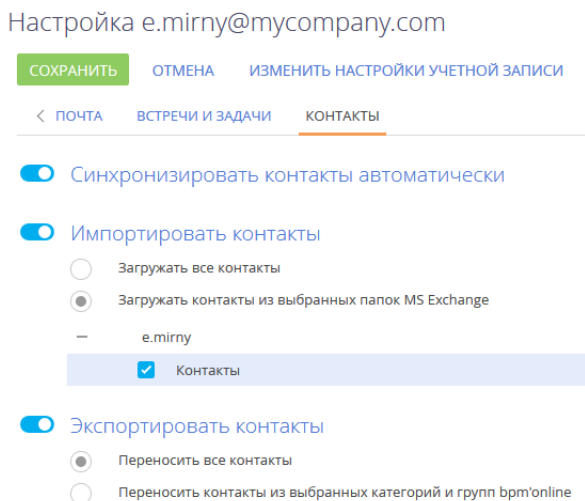 Настройка e.mirny@mycompany.com
СОХРАНИТЬ ОТМЕНА ИЗМЕНИТЬ НАСТРОЙКИ УЧЕТНОЙ ЗАПИСИ
ПОЧТА ВСТРЕЧИ И ЗАДАЧИ КОНТАКТЫ
Синхронизировать контакты автоматически
Импортировать контакты
Загружать все контакты
Загружать контакты из выбранных папок MS Exchange
e.mirny
Контакты
Экспортировать контакты
Переносить все контакты
Переносить контакты из выбранных категорий и групп bpm'online